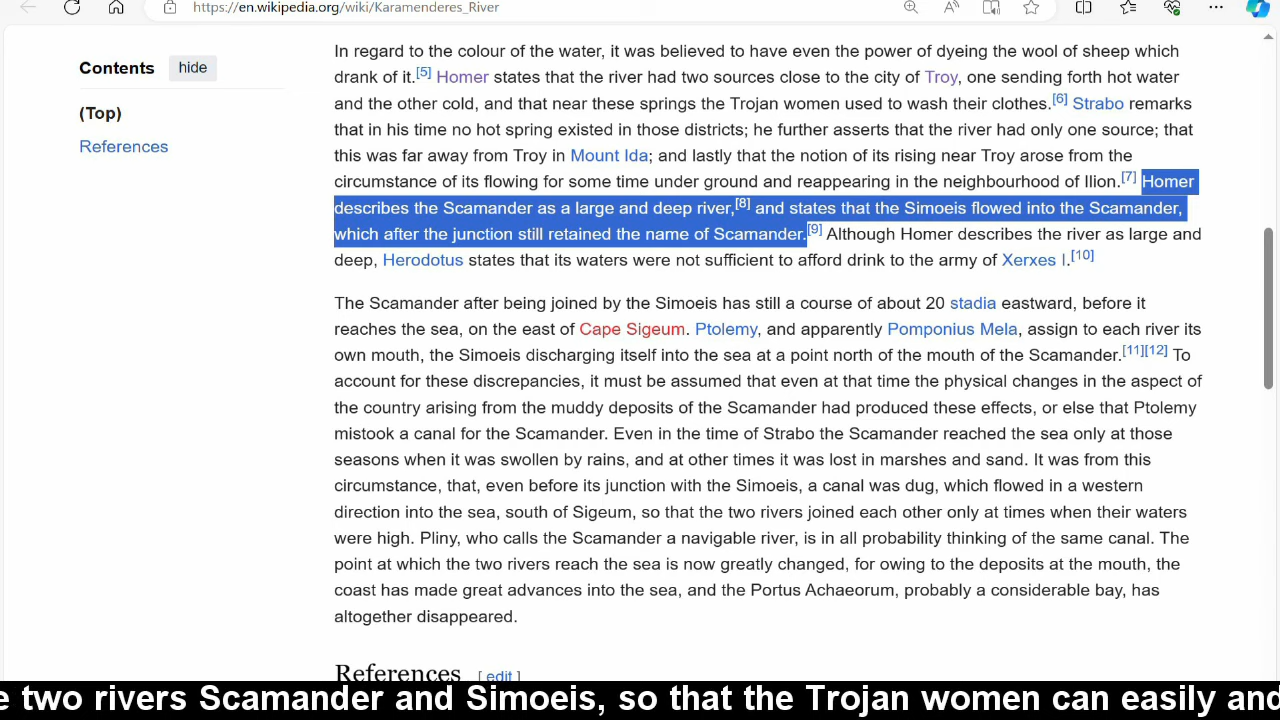 https://en.wikipedia.org/wiki/Karamenderes_River
Contents
hide
(Top)
References
In regard to the colour of the water, it was believed to have even the power of dyeing the wool of sheep which
drank of it.[5] Homer states that the river had two sources close to the city of Troy, one sending forth hot water
and the other cold, and that near these springs the Trojan women used to wash their clothes.[6] Strabo remarks
that in his time no hot spring existed in those districts; he further asserts that the river had only one source; that
this was far away from Troy in Mount Ida; and lastly that the notion of its rising near Troy arose from the
circumstance of its flowing for some time under ground and reappearing in the neighbourhood of Ilion.[7] Homer
describes the Scamander as a large and deep river,[8] and states that the Simoeis flowed into the Scamander,
which after the junction still retained the name of Scamander.[9] Although Homer describes the river as large and
deep, Herodotus states that its waters were not sufficient to afford drink to the army of Xerxes I.[10]
The Scamander after being joined by the Simoeis has still a course of about 20 stadia eastward, before it
reaches the sea, on the east of Cape Sigeum. Ptolemy, and apparently Pomponius Mela, assign to each river its
own mouth, the Simoeis discharging itself into the sea at a point north of the mouth of the Scamander.[11][12] To
account for these discrepancies, it must be assumed that even at that time the physical changes in the aspect of
the country arising from the muddy deposits of the Scamander had produced these effects, or else that Ptolemy
mistook a canal for the Scamander. Even in the time of Strabo the Scamander reached the sea only at those
seasons when it was swollen by rains, and at other times it was lost in marshes and sand. It was from this
circumstance, that, even before its junction with the Simoeis, a canal was dug, which flowed in a western
direction into the sea, south of Sigeum, so that the two rivers joined each other only at times when their waters
were high. Pliny, who calls the Scamander a navigable river, is in all probability thinking of the same canal. The
point at which the two rivers reach the sea is now greatly changed, for owing to the deposits at the mouth, the
coast has made great advances into the sea, and the Portus Achaeorum, probably a considerable bay, has
altogether disappeared.
References [ edit ]
e two rivers Scamander and Simoeis, so that the Trojan women can easily and